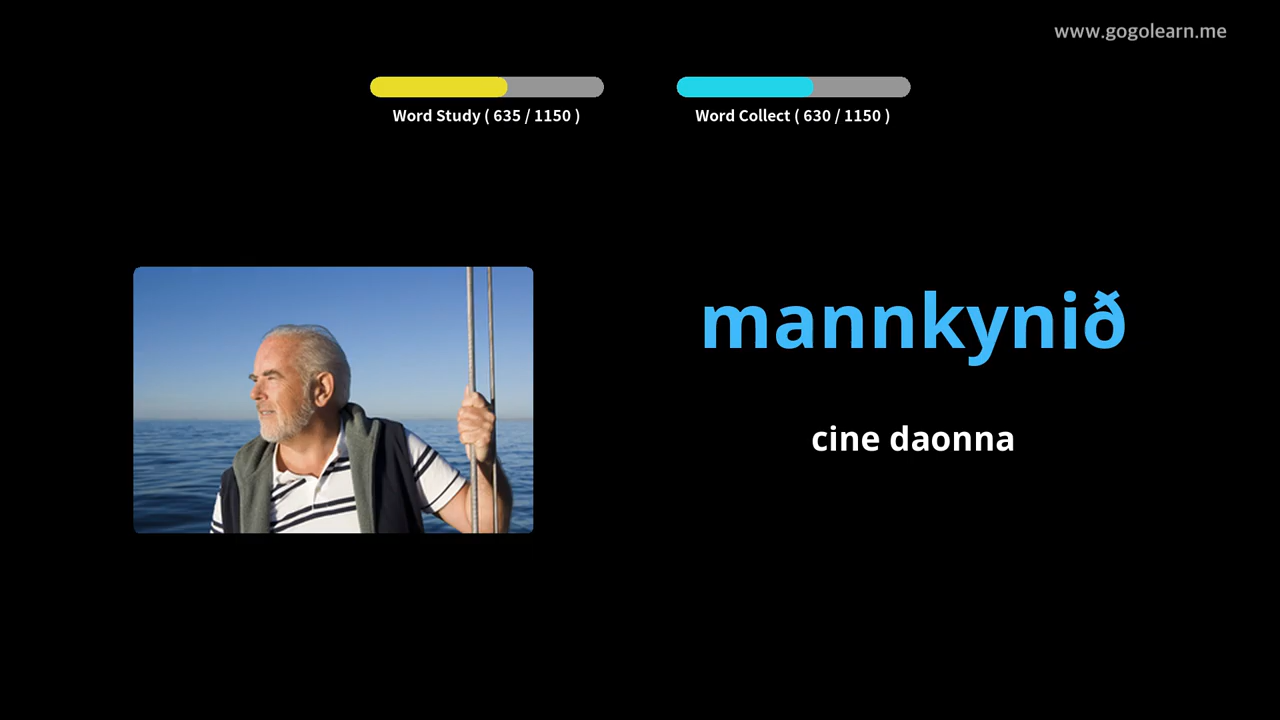 www.gogolearn.me
Word Study ( 635 / 1150 )
Word Collect ( 630 / 1150 )
mannkynið
cine daonna